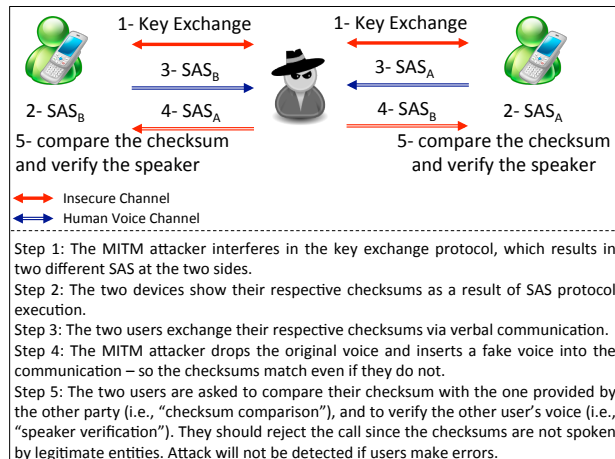 1- Key Exchange 1- Key Exchange
3- SASB 3- SASA
2- SASB 4- SASA 4- SASB 2- SASA
5- compare the checksum 5- compare the checksum
and verify the speaker and verify the speaker
Insecure Channel
Human Voice Channel
Step 1: The MITM attacker interferes in the key exchange protocol, which results in
two different SAS at the two sides.
Step 2: The two devices show their respective checksums as a result of SAS protocol
execution.
Step 3: The two users exchange their respective checksums via verbal communication.
Step 4: The MITM attacker drops the original voice and inserts a fake voice into the
communication – so the checksums match even if they do not.
Step 5: The two users are asked to compare their checksum with the one provided by
the other party (i.e., “checksum comparison”), and to verify the other user’s voice (i.e.,
“speaker verification”). They should reject the call since the checksums are not spoken
by legitimate entities. Attack will not be detected if users make errors.